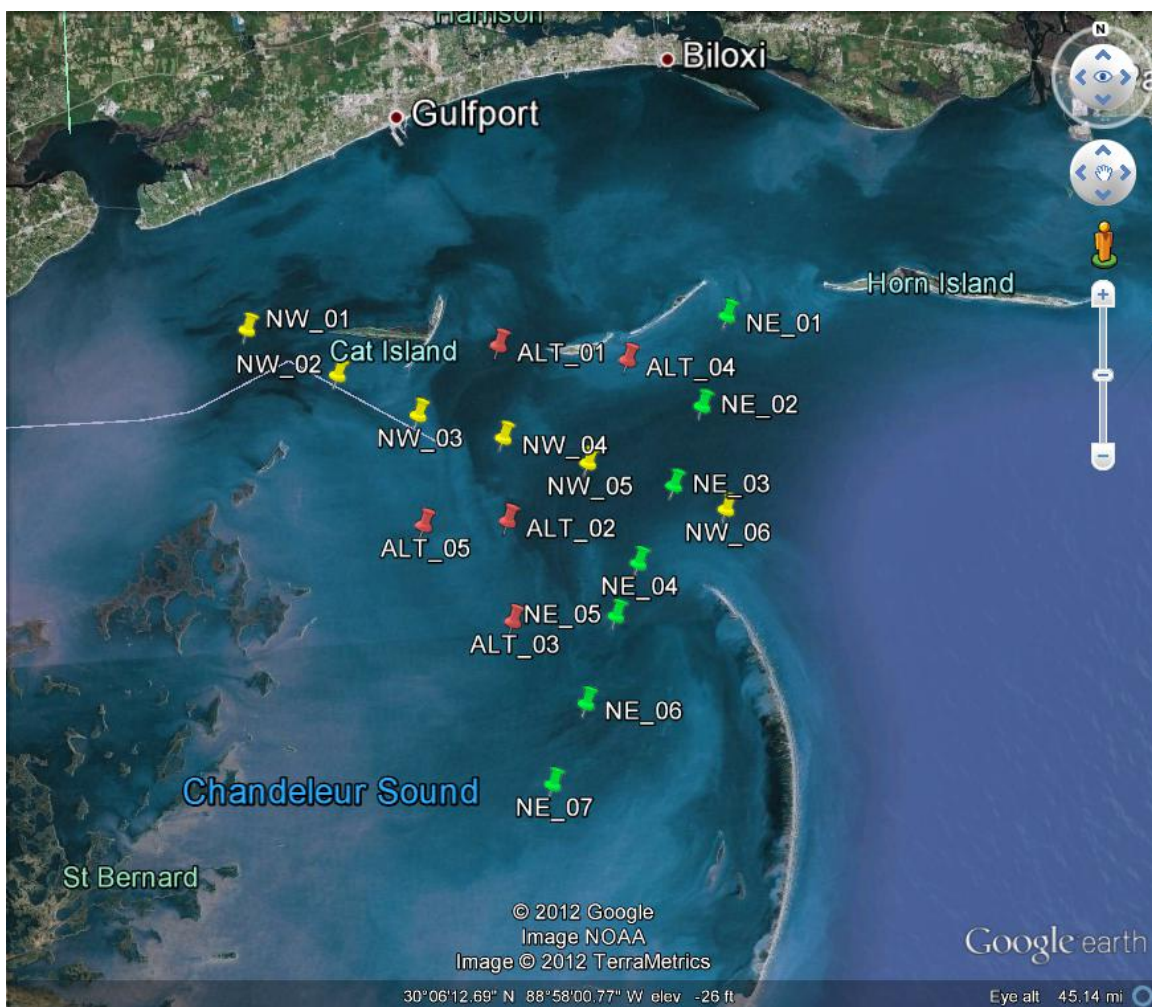 Harrison
Biloxi
Gulfport
N
Horn Island
NW_01
NE_01
Cat Island
ALT_01
NW_02
ALT_04
NE_02
NW_03
NW_04
NW_05
NE_03
NW_06
ALT_02
ALT_05
NE_04
NE_05
ALT_03
NE_06
Chandeleur Sound
NE_07
St Bernard
© 2012 Google
Image NOAA
Image © 2012 TerraMetrics
Google earth
30°06'12.69" N 88°58'00.77" W elev -26 ft
Eye alt 45.14 mi